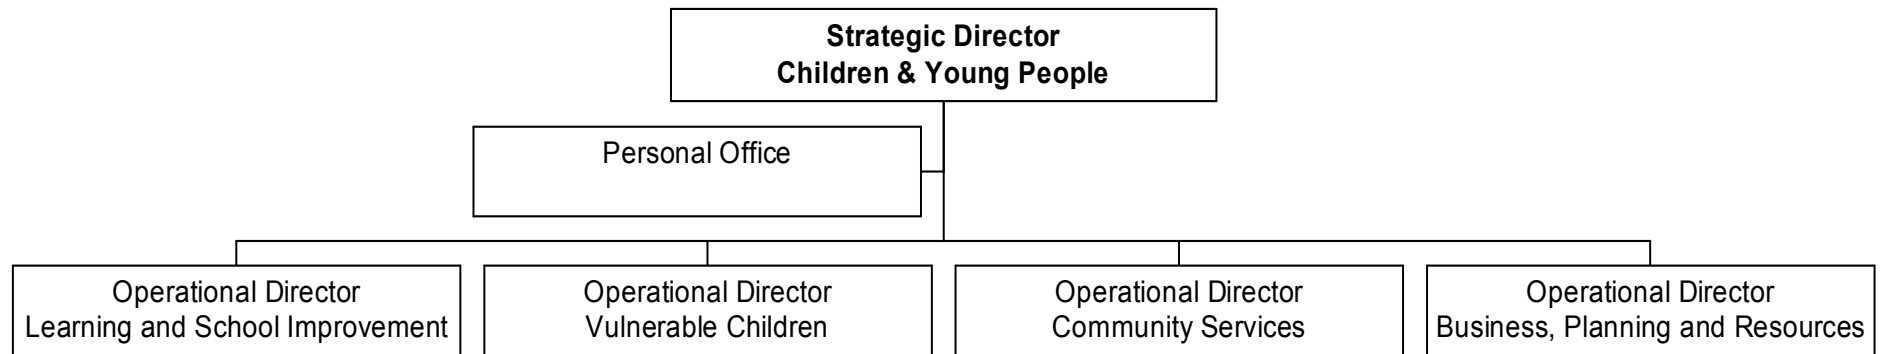 Strategic Director
Children & Young People
Personal Office
Operational Director
Learning and School Improvement
Operational Director
Vulnerable Children
Operational Director
Community Services
Operational Director
Business, Planning and Resources